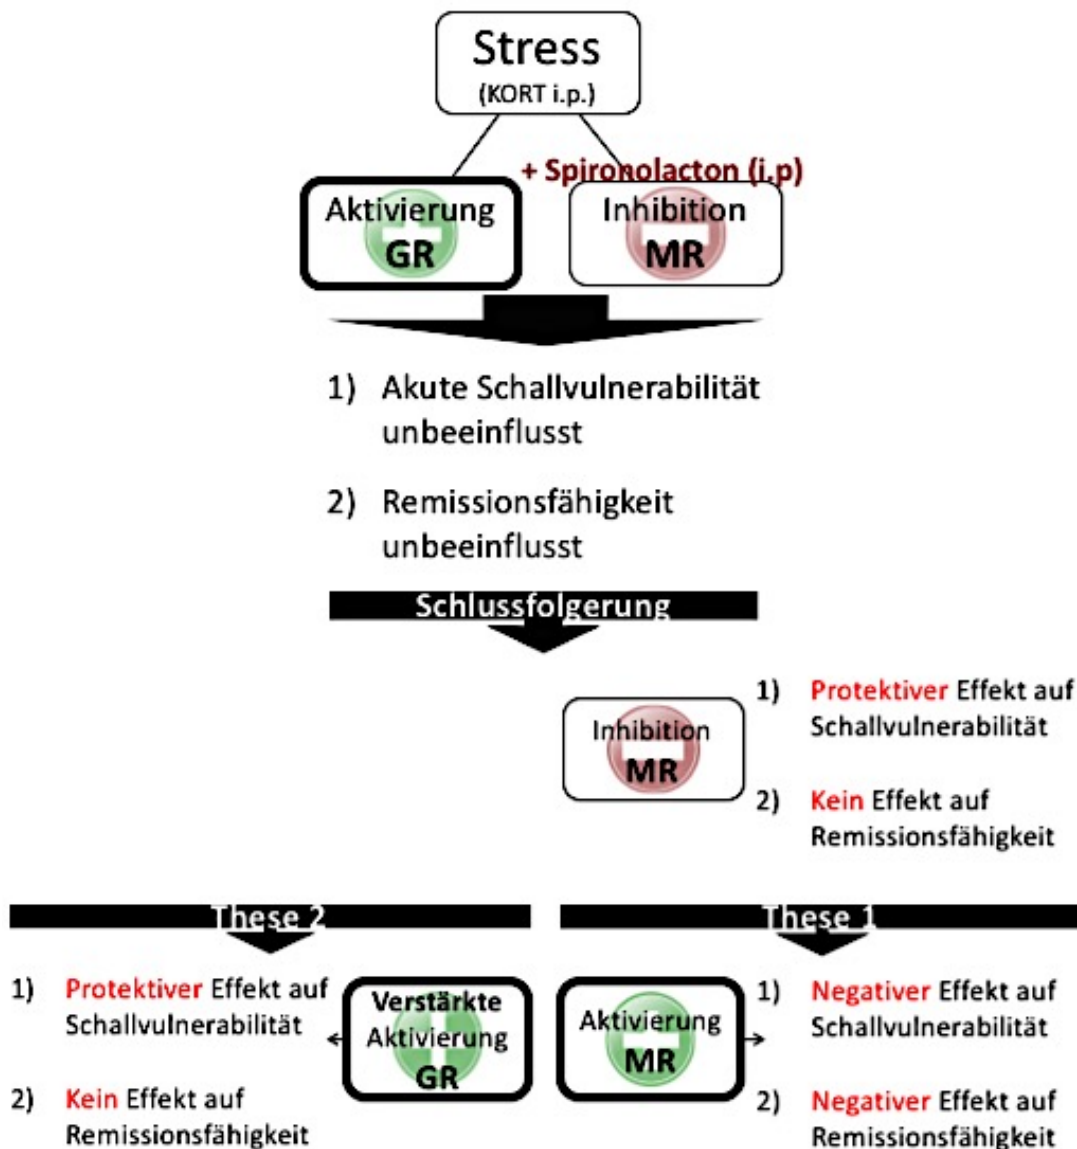 Stress
(KORT i.p.)
+ Spironolacton (i.p)
Aktivierung
GR
Inhibition
MR
1) Akute Schallvulnerabilität
unbeeinflusst
2) Remissionsfähigkeit
unbeeinflusst
Schlussfolgerung
Inhibition
MR
1) Protektiver Effekt auf
Schallvulnerabilität
2) Kein Effekt auf
Remissionsfähigkeit
These 2
1) Protektiver Effekt auf
Schallvulnerabilität
2) Kein Effekt auf
Remissionsfähigkeit
Verstärkte
Aktivierung
GR
These 1
Aktivierung
MR
1) Negativer Effekt auf
Schallvulnerabilität
2) Negativer Effekt auf
Remissionsfähigkeit